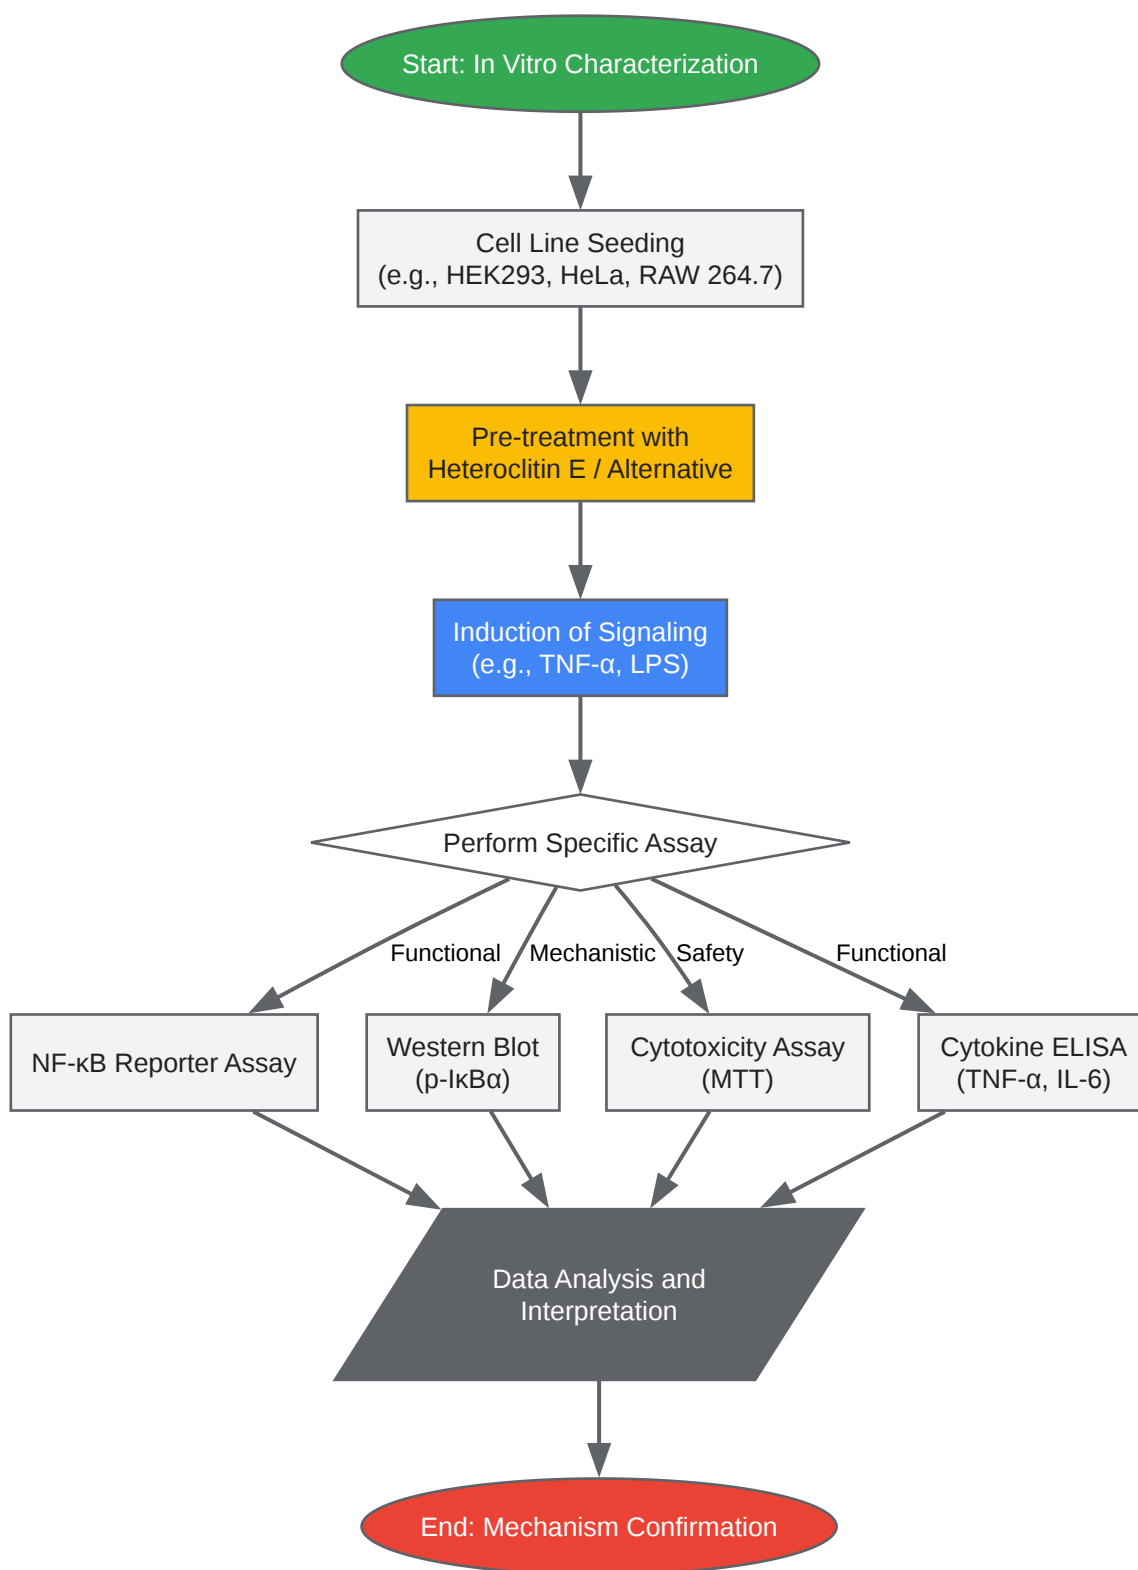 Start: In Vitro Characterization
Cell Line Seeding
(e.g., HEK293, HeLa, RAW 264.7)
Pre-treatment with
Heteroclitin E / Alternative
Induction of Signaling
(e.g., TNF-α, LPS)
Perform Specific Assay
Functional
Mechanistic
Safety
Functional
NF-κB Reporter Assay
Western Blot
(p-IκBα)
Cytotoxicity Assay
(MTT)
Cytokine ELISA
(TNF-α, IL-6)
Data Analysis and
Interpretation
End: Mechanism Confirmation